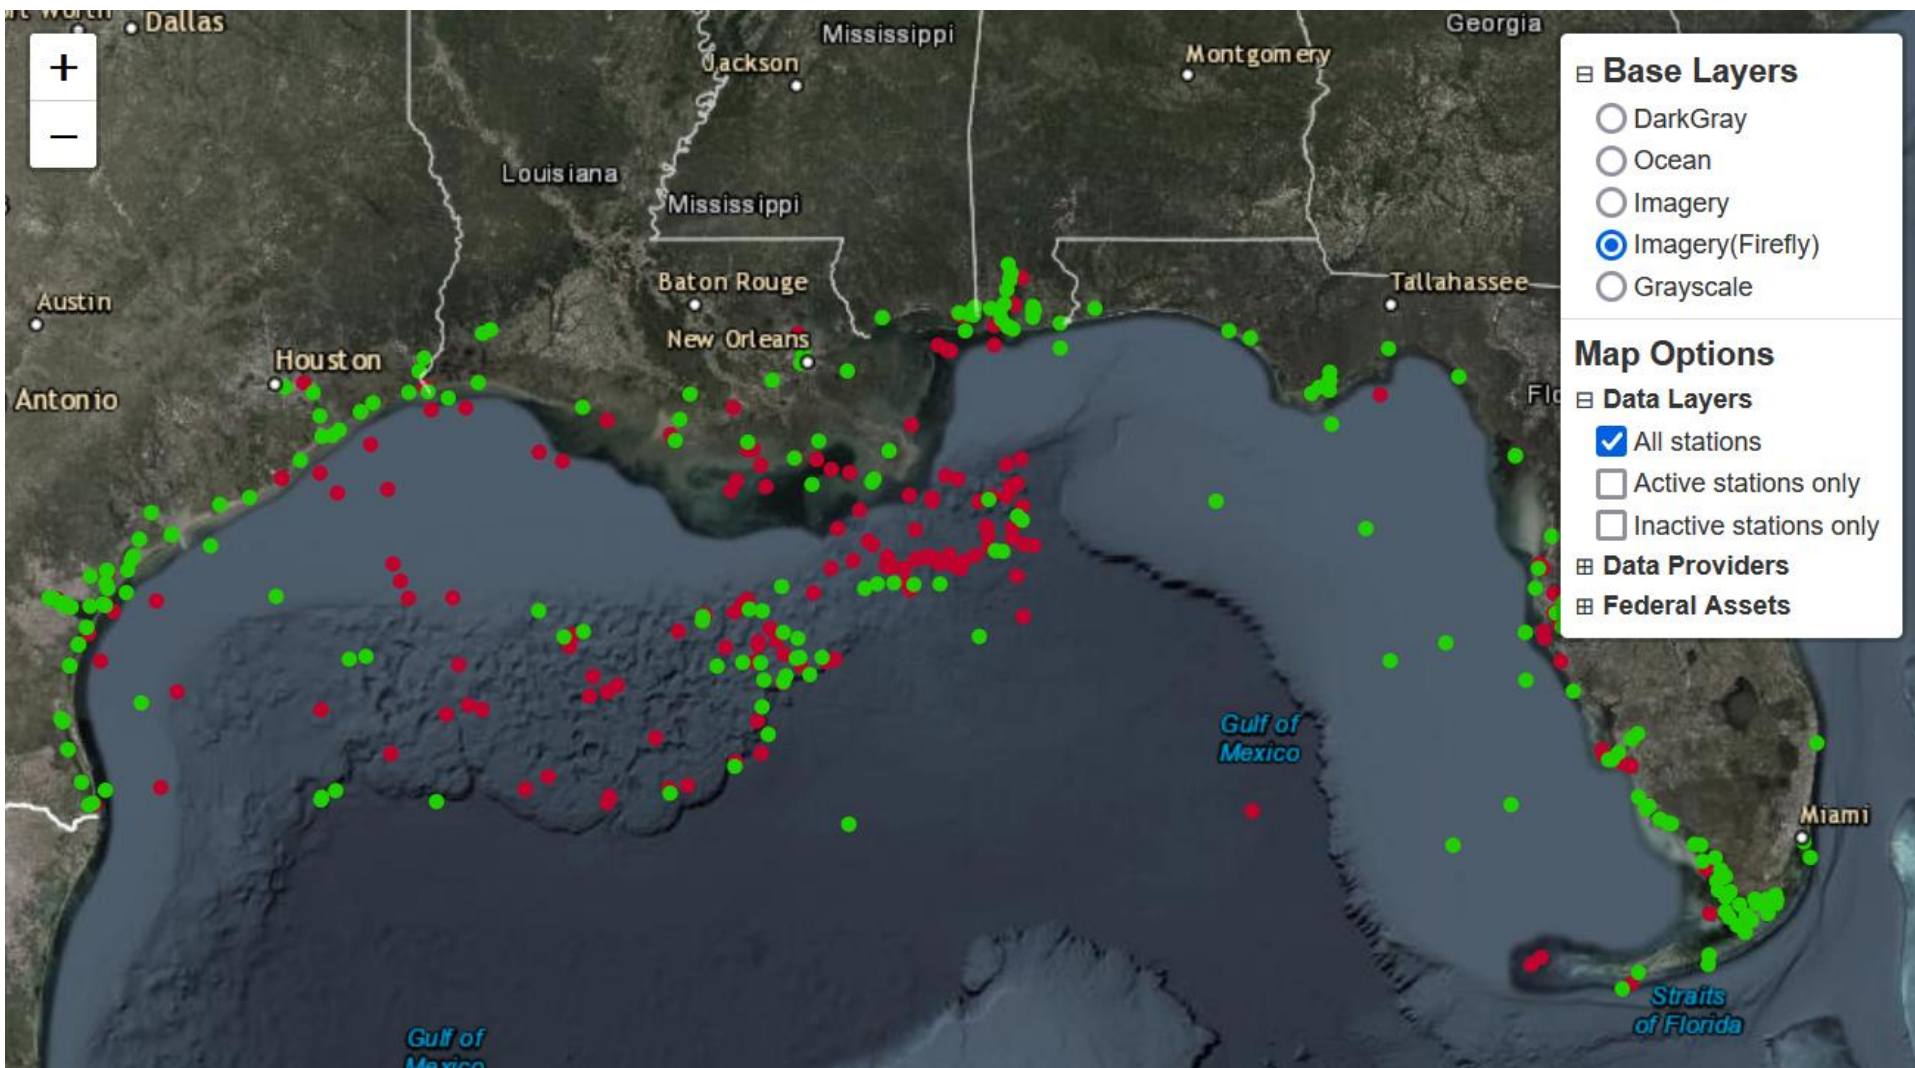 Dallas
Mississippi
Georgia
Jackson
Montgomery
Louisiana
Mississippi
Baton Rouge
Tallahassee
Austin
New Orleans
Houston
Antonio
Gulf of
Mexico
Miami
Straits
of Florida
Gulf of
Mexico
+
−
Base Layers
DarkGray
Ocean
Imagery
Imagery(Firefly)
Grayscale
Map Options
Data Layers
All stations
Active stations only
Inactive stations only
Data Providers
Federal Assets